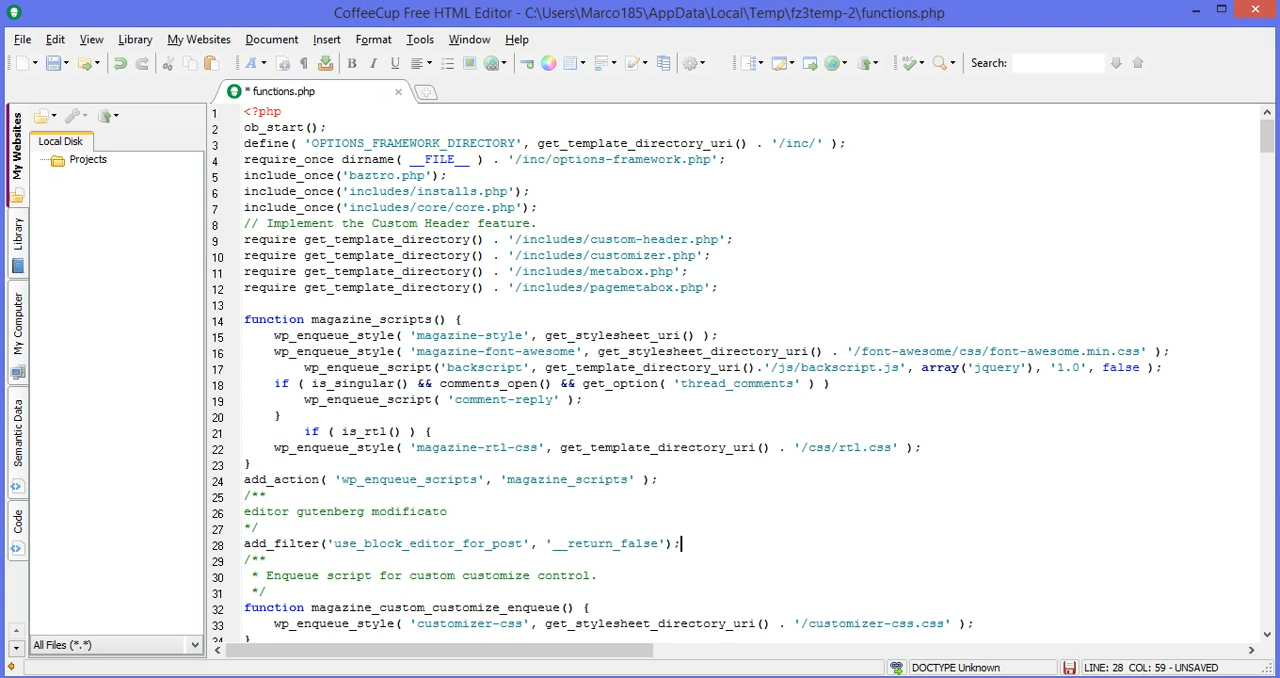 CoffeeCup Free HTML Editor - C:\Users\Marco185\AppData\Local\Temp\fz3temp-2\functions.php
File Edit View Library My Websites Document Insert Format Tools Window Help
Search:
* functions.php
My Websites
Library
My Computer
Semantic Data
Code
Local Disk
Projects
All Files (*.*)
1 <?php
2 ob_start();
3 define( 'OPTIONS_FRAMEWORK_DIRECTORY', get_template_directory_uri() . '/inc/' );
4 require_once dirname( __FILE__ ) . '/inc/options-framework.php';
5 include_once('baztro.php');
6 include_once('includes/installs.php');
7 include_once('includes/core/core.php');
8 // Implement the Custom Header feature.
9 require get_template_directory() . '/includes/custom-header.php';
10 require get_template_directory() . '/includes/customizer.php';
11 require get_template_directory() . '/includes/metabox.php';
12 require get_template_directory() . '/includes/pagemetabox.php';
13
14 function magazine_scripts() {
15 wp_enqueue_style( 'magazine-style', get_stylesheet_uri() );
16 wp_enqueue_style( 'magazine-font-awesome', get_stylesheet_directory_uri() . '/font-awesome/css/font-awesome.min.css' );
17 wp_enqueue_script('backscript', get_template_directory_uri().'/js/backscript.js', array('jquery'), '1.0', false );
18 if ( is_singular() && comments_open() && get_option( 'thread_comments' ) )
19 wp_enqueue_script( 'comment-reply' );
20 }
21 if ( is_rtl() ) {
22 wp_enqueue_style( 'magazine-rtl-css', get_template_directory_uri() . '/css/rtl.css' );
23 }
24 add_action( 'wp_enqueue_scripts', 'magazine_scripts' );
25 /**
26 editor gutenberg modificato
27 */
28 add_filter('use_block_editor_for_post', '__return_false');
29 /**
30 * Enqueue script for custom customize control.
31 */
32 function magazine_custom_customize_enqueue() {
33 wp_enqueue_style( 'customizer-css', get_stylesheet_directory_uri() . '/customizer-css.css' );
34 }
DOCTYPE Unknown
LINE: 28 COL: 59 - UNSAVED